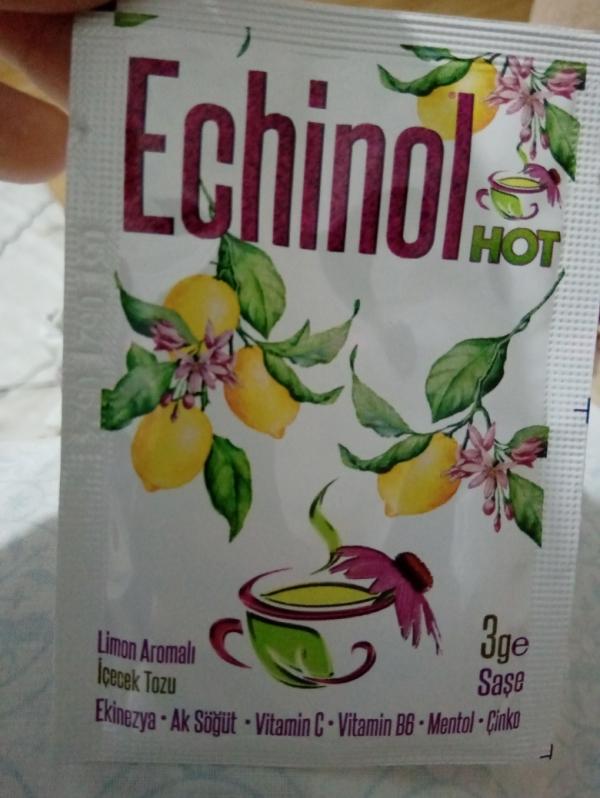 Echinol
HOT
Limon Aromalı
İçecek Tozu
3ge
Saşe
Ekinezya • Ak Söğüt • Vitamin C • Vitamin B6 • Mentol • Çinko